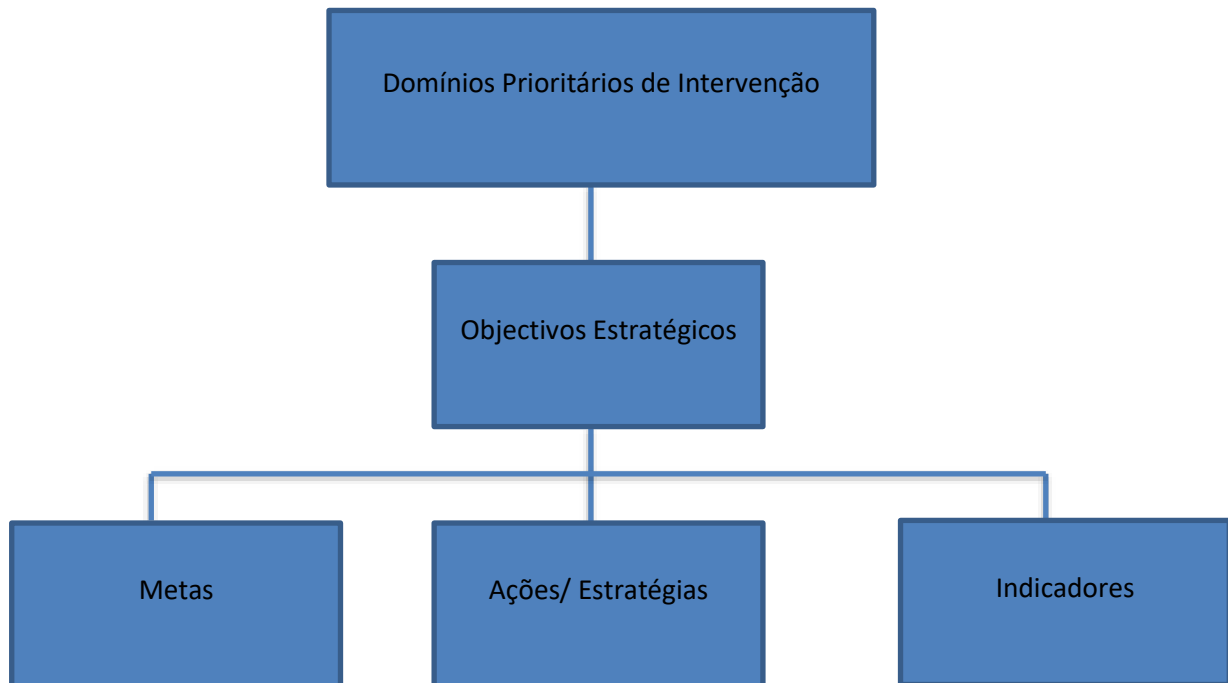 Domínios Prioritários de Intervenção
Objectivos Estratégicos
Metas
Ações/ Estratégias
Indicadores